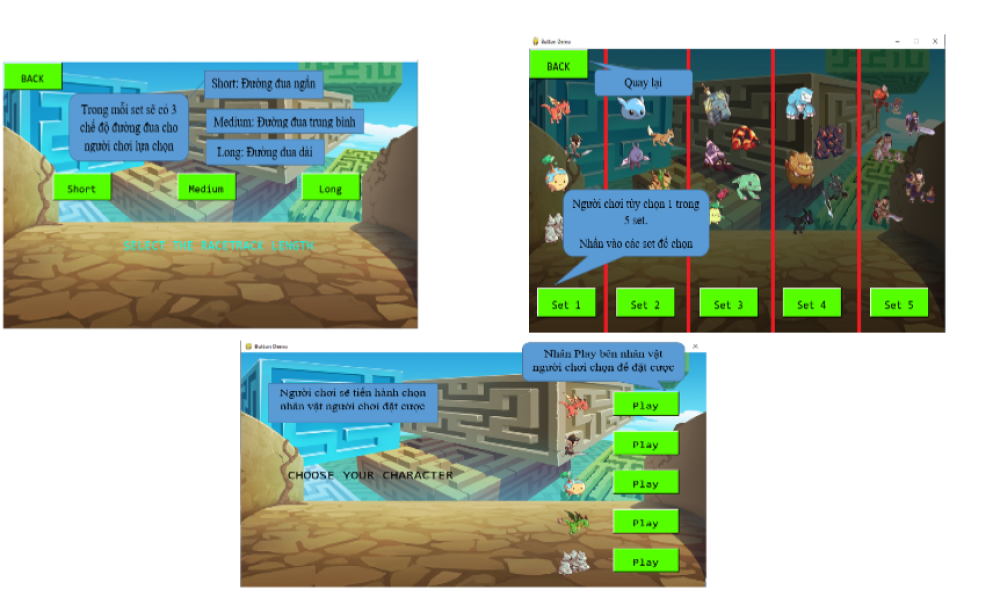 BACK
Short: Đường đua ngắn
Trong mỗi set sẽ có 3
chế độ đường đua cho
người chơi lựa chọn
Medium: Đường đua trung bình
Long: Đường đua dài
Short
Medium
Long
SELECT THE RACETRACK LENGTH
Button Demo
BACK
Quay lại
Người chơi tùy chọn 1 trong
5 set.
Nhấn vào các set để chọn
Set 1
Set 2
Set 3
Set 4
Set 5
Button Demo
Nhấn Play bên nhân vật
người chơi chọn để đặt cược
Người chơi sẽ tiến hành chọn
nhân vật người chơi đặt cược
CHOOSE YOUR CHARACTER
Play
Play
Play
Play
Play